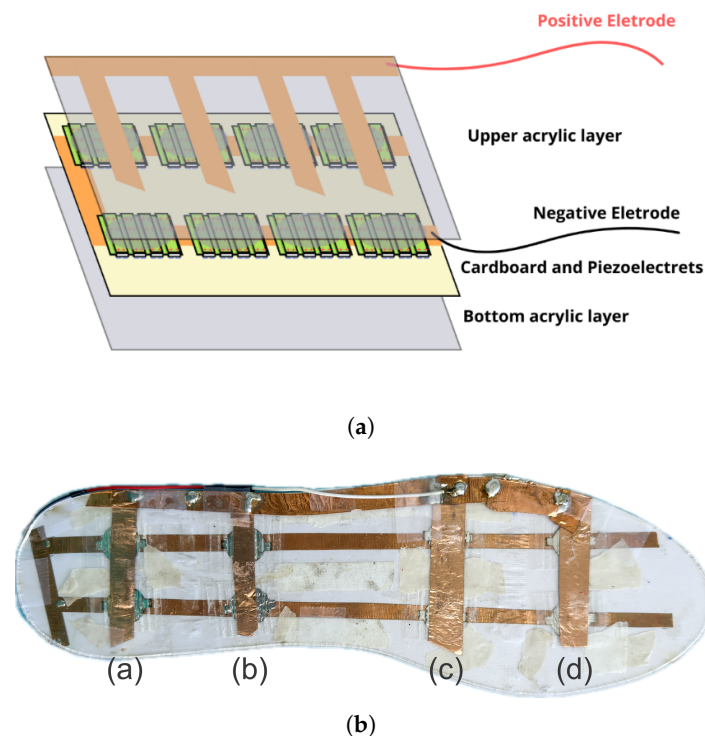 Positive Eletrode
Upper acrylic layer
Negative Eletrode
Cardboard and Piezoelectrets
Bottom acrylic layer
(a)
(a)
(b)
(c)
(d)
(b)